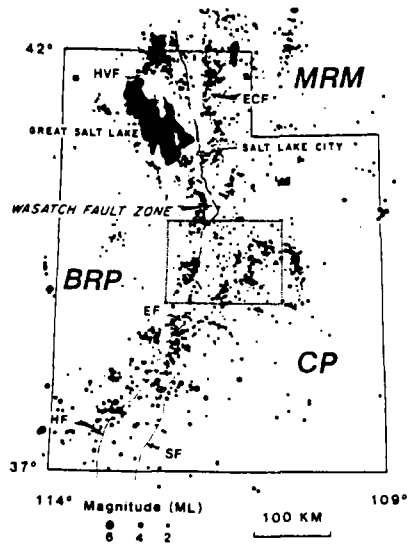 42°
HVF
MRM
ECF
GREAT SALT LAKE
SALT LAKE CITY
WASATCH FAULT ZONE
BRP
EF
CP
HF
SF
37°
114°
109°
Magnitude (ML)
6 4 2
100 KM